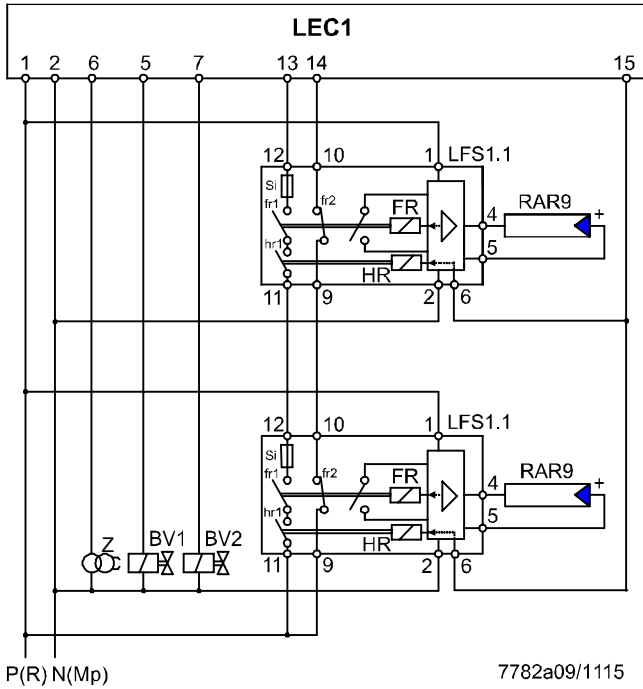 LEC1
1 2 6 5 7 13 14 15
12 10 1 LFS1.1
Si
fr1 fr2 FR 4 RAR9 +
hr1 5
HR
11 9 2 6
12 10 1 LFS1.1
Si
fr1 fr2 FR 4 RAR9 +
hr1 5
Z BV1 BV2 HR
11 9 2 6
P(R) N(Mp) 7782a09/1115